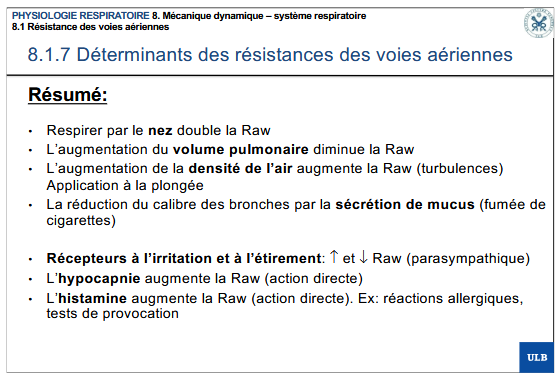 PHYSIOLOGIE RESPIRATOIRE 8. Mécanique dynamique – système respiratoire
8.1 Résistance des voies aériennes
8.1.7 Déterminants des résistances des voies aériennes
Résumé:
• Respirer par le nez double la Raw
• L’augmentation du volume pulmonaire diminue la Raw
• L’augmentation de la densité de l’air augmente la Raw (turbulences)
Application à la plongée
• La réduction du calibre des bronches par la sécrétion de mucus (fumée de
cigarettes)
• Récepteurs à l’irritation et à l’étirement: ↑ et ↓ Raw (parasympathique)
• L’hypocapnie augmente la Raw (action directe)
• L’histamine augmente la Raw (action directe). Ex: réactions allergiques,
tests de provocation
ULB